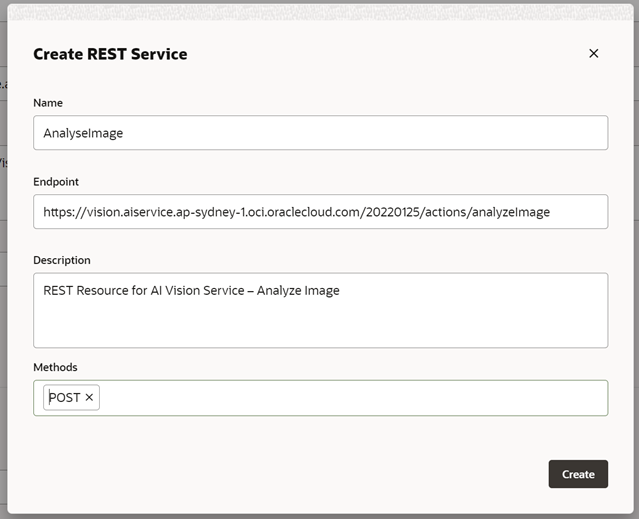 Create REST Service
Name
AnalyseImage
Endpoint
https://vision.aiservice.ap-sydney-1.oci.oraclecloud.com/20220125/actions/analyzeImage
Description
REST Resource for AI Vision Service – Analyze Image
Methods
POST
Create